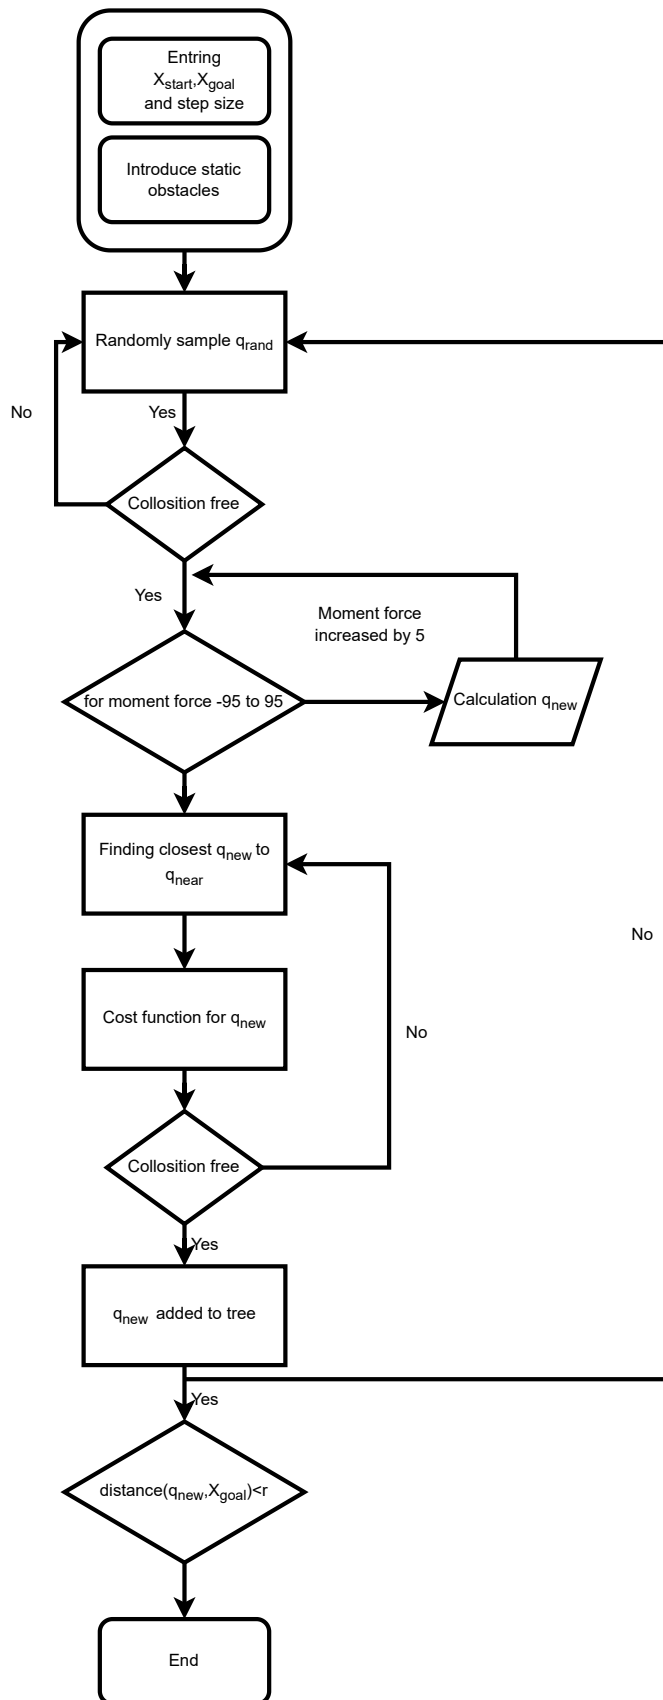 Entring
Xstart,Xgoal
and step size
Introduce static
obstacles
Randomly sample qrand
No
Yes
Collosition free
Yes
Moment force
increased by 5
for moment force -95 to 95
Calculation qnew
Finding closest qnew to
qnear
No
Cost function for qnew
No
Collosition free
Yes
qnew added to tree
Yes
distance(qnew,Xgoal)<r
End